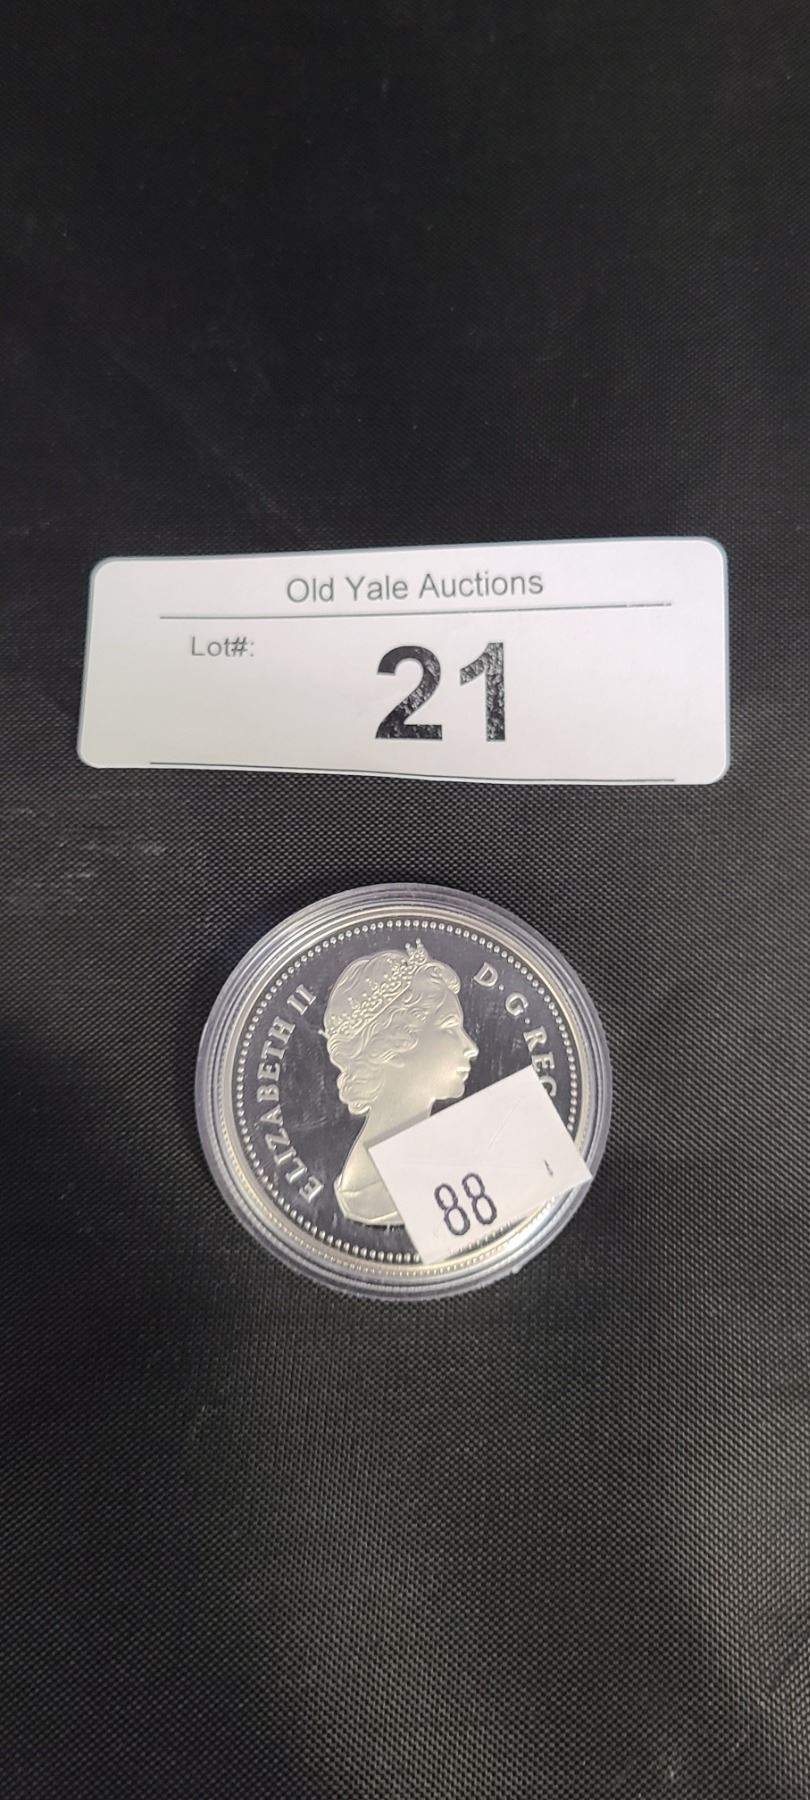 Old Yale Auctions
Lot#:
21
ELIZABETH II
D·G·REG
88